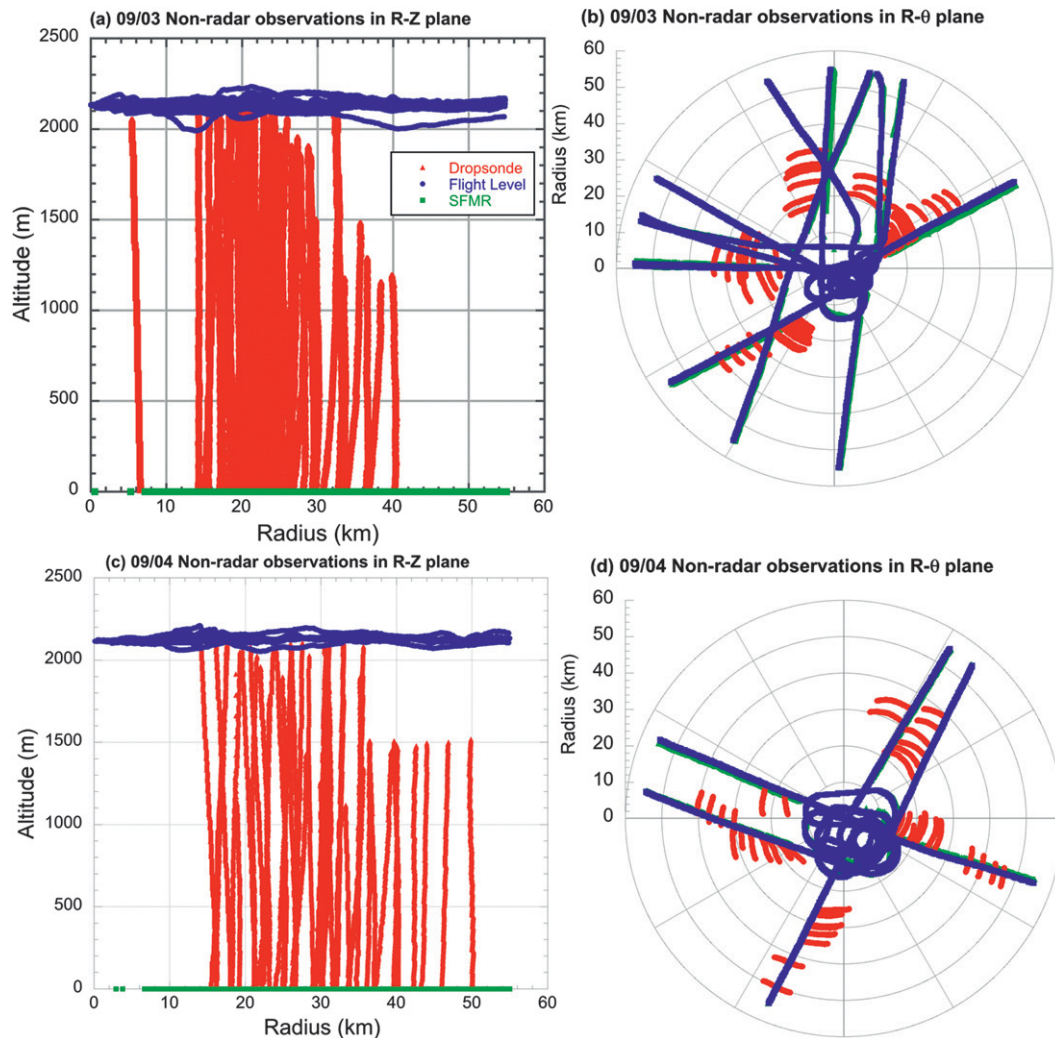 (a) 09/03 Non-radar observations in R-Z plane
2500
2000
1500
1000
500
0
Altitude (m)
Dropsonde
Flight Level
SFMR
0 10 20 30 40 50 60
Radius (km)
(b) 09/03 Non-radar observations in R-θ plane
60
50
40
30
20
10
0
Radius (km)
(c) 09/04 Non-radar observations in R-Z plane
2500
2000
1500
1000
500
0
Altitude (m)
0 10 20 30 40 50 60
Radius (km)
(d) 09/04 Non-radar observations in R-θ plane
60
50
40
30
20
10
0
Radius (km)